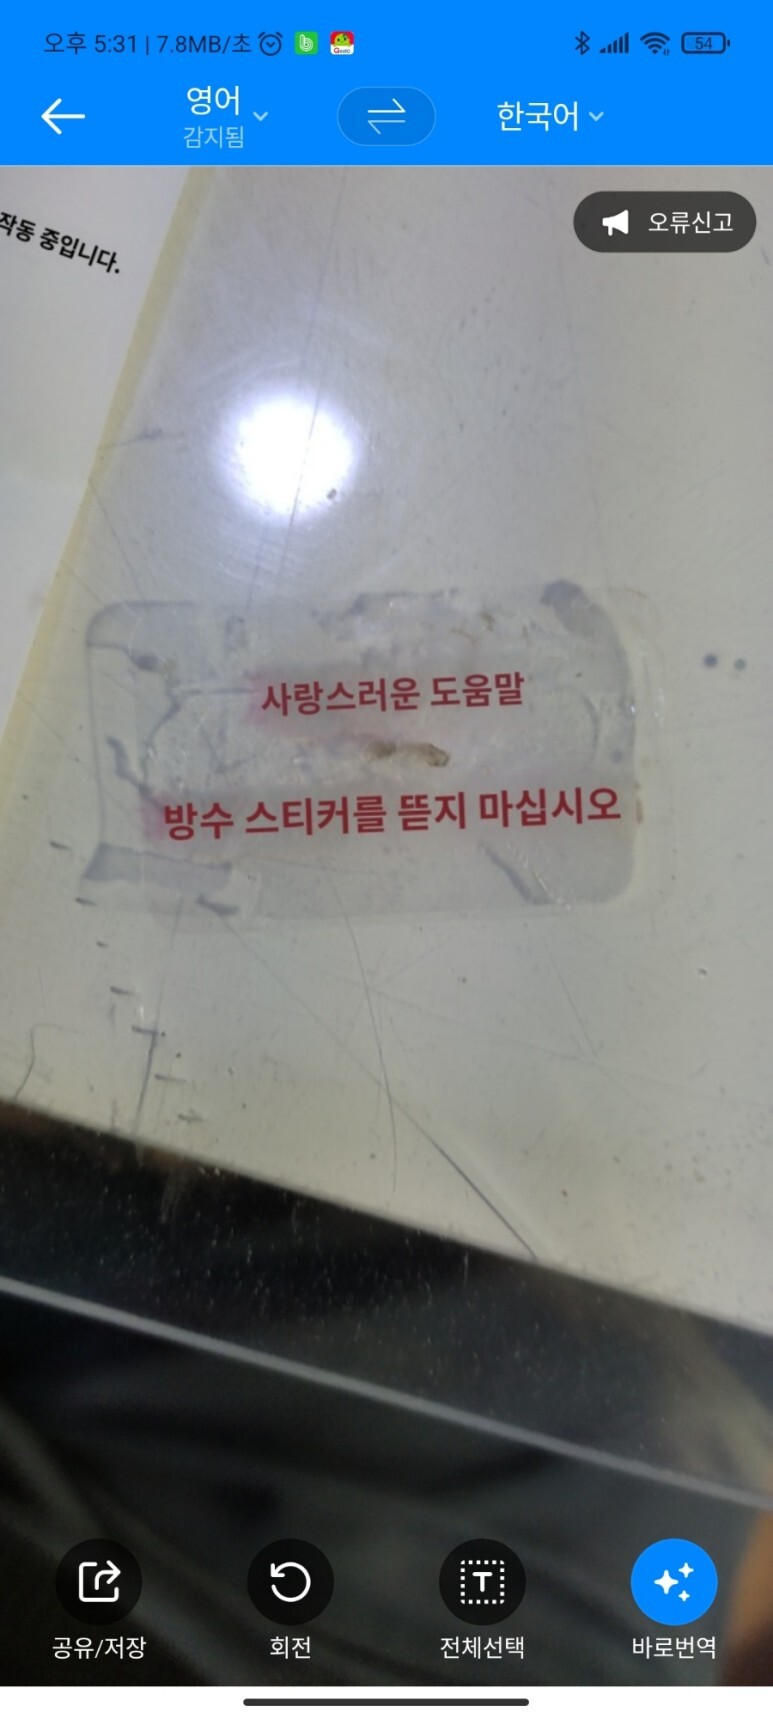 오후 5:31 | 7.8MB/초
54
영어
감지됨
한국어
작동 중입니다.
오류신고
사랑스러운 도움말
방수 스티커를 뜯지 마십시오
공유/저장
회전
T
전체선택
바로번역